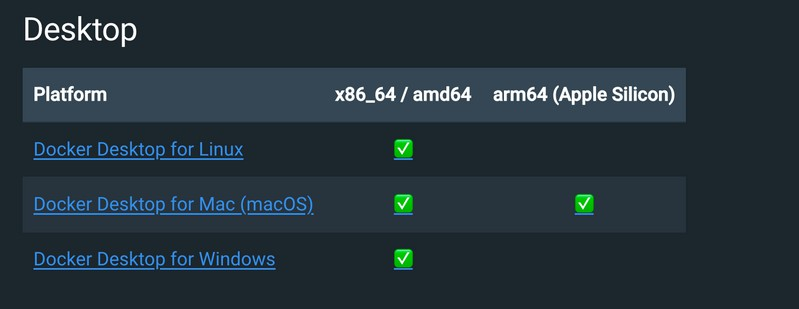 Desktop
Platform x86_64 / amd64 arm64 (Apple Silicon)
Docker Desktop for Linux ✅
Docker Desktop for Mac (macOS) ✅ ✅
Docker Desktop for Windows ✅